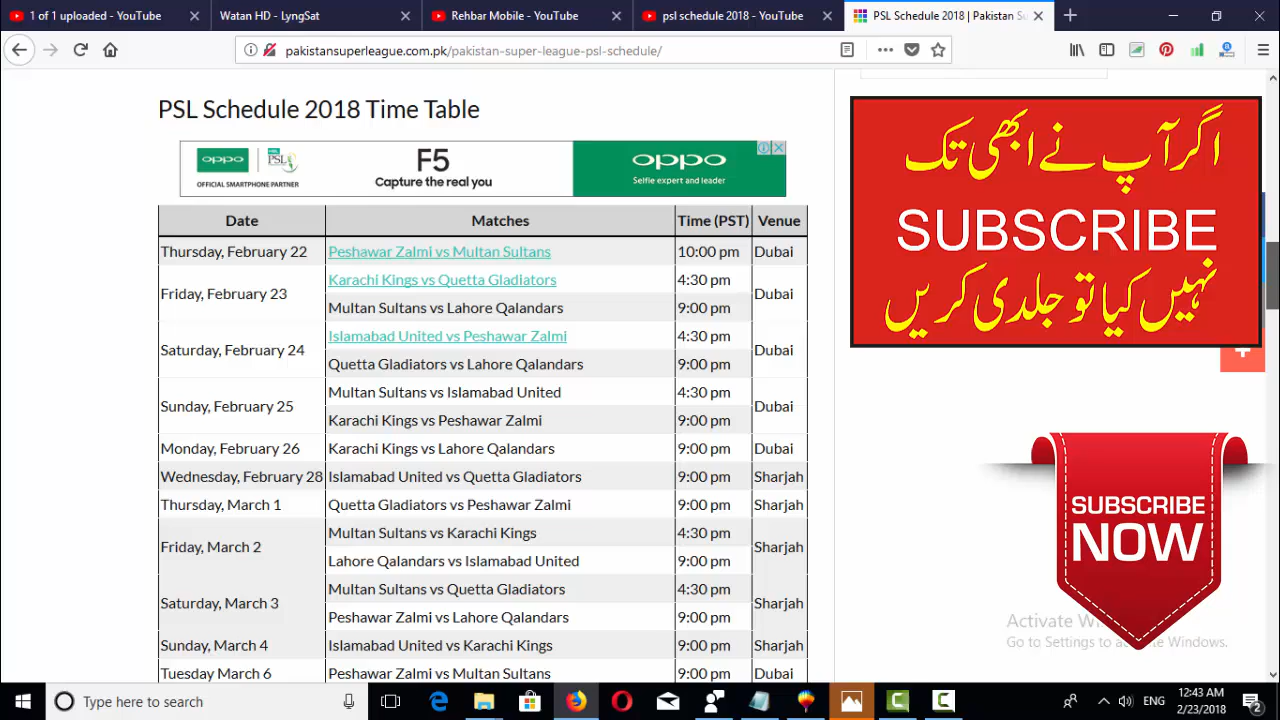 1 of 1 uploaded - YouTube
Watan HD - LyngSat
Rehbar Mobile - YouTube
psl schedule 2018 - YouTube
PSL Schedule 2018 | Pakistan Su
pakistansuperleague.com.pk/pakistan-super-league-psl-schedule/
PSL Schedule 2018 Time Table
oppo PSL
OFFICIAL SMARTPHONE PARTNER
F5
Capture the real you
oppo
Selfie expert and leader
Date Matches Time (PST) Venue
Thursday, February 22 Peshawar Zalmi vs Multan Sultans 10:00 pm Dubai
Friday, February 23 Karachi Kings vs Quetta Gladiators 4:30 pm Dubai
Multan Sultans vs Lahore Qalandars 9:00 pm
Saturday, February 24 Islamabad United vs Peshawar Zalmi 4:30 pm Dubai
Quetta Gladiators vs Lahore Qalandars 9:00 pm
Sunday, February 25 Multan Sultans vs Islamabad United 4:30 pm Dubai
Karachi Kings vs Peshawar Zalmi 9:00 pm
Monday, February 26 Karachi Kings vs Lahore Qalandars 9:00 pm Dubai
Wednesday, February 28 Islamabad United vs Quetta Gladiators 9:00 pm Sharjah
Thursday, March 1 Quetta Gladiators vs Peshawar Zalmi 9:00 pm Sharjah
Friday, March 2 Multan Sultans vs Karachi Kings 4:30 pm Sharjah
Lahore Qalandars vs Islamabad United 9:00 pm
Saturday, March 3 Multan Sultans vs Quetta Gladiators 4:30 pm Sharjah
Peshawar Zalmi vs Lahore Qalandars 9:00 pm
Sunday, March 4 Islamabad United vs Karachi Kings 9:00 pm Sharjah
Tuesday March 6 Peshawar Zalmi vs Multan Sultans 9:00 pm Dubai
اگر آپ نے ابھی تک
SUBSCRIBE
نہیں کیا تو جلدی کریں
SUBSCRIBE
NOW
Activate
Go to Settings to Windows.
Type here to search
ENG
12:43 AM
2/23/2018
2